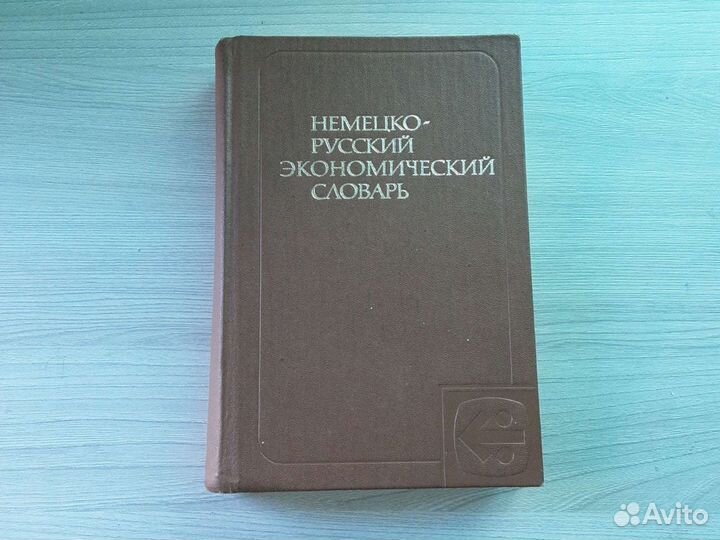 НЕМЕЦКО-
РУССКИЙ
ЭКОНОМИЧЕСКИЙ
СЛОВАРЬ
Avito